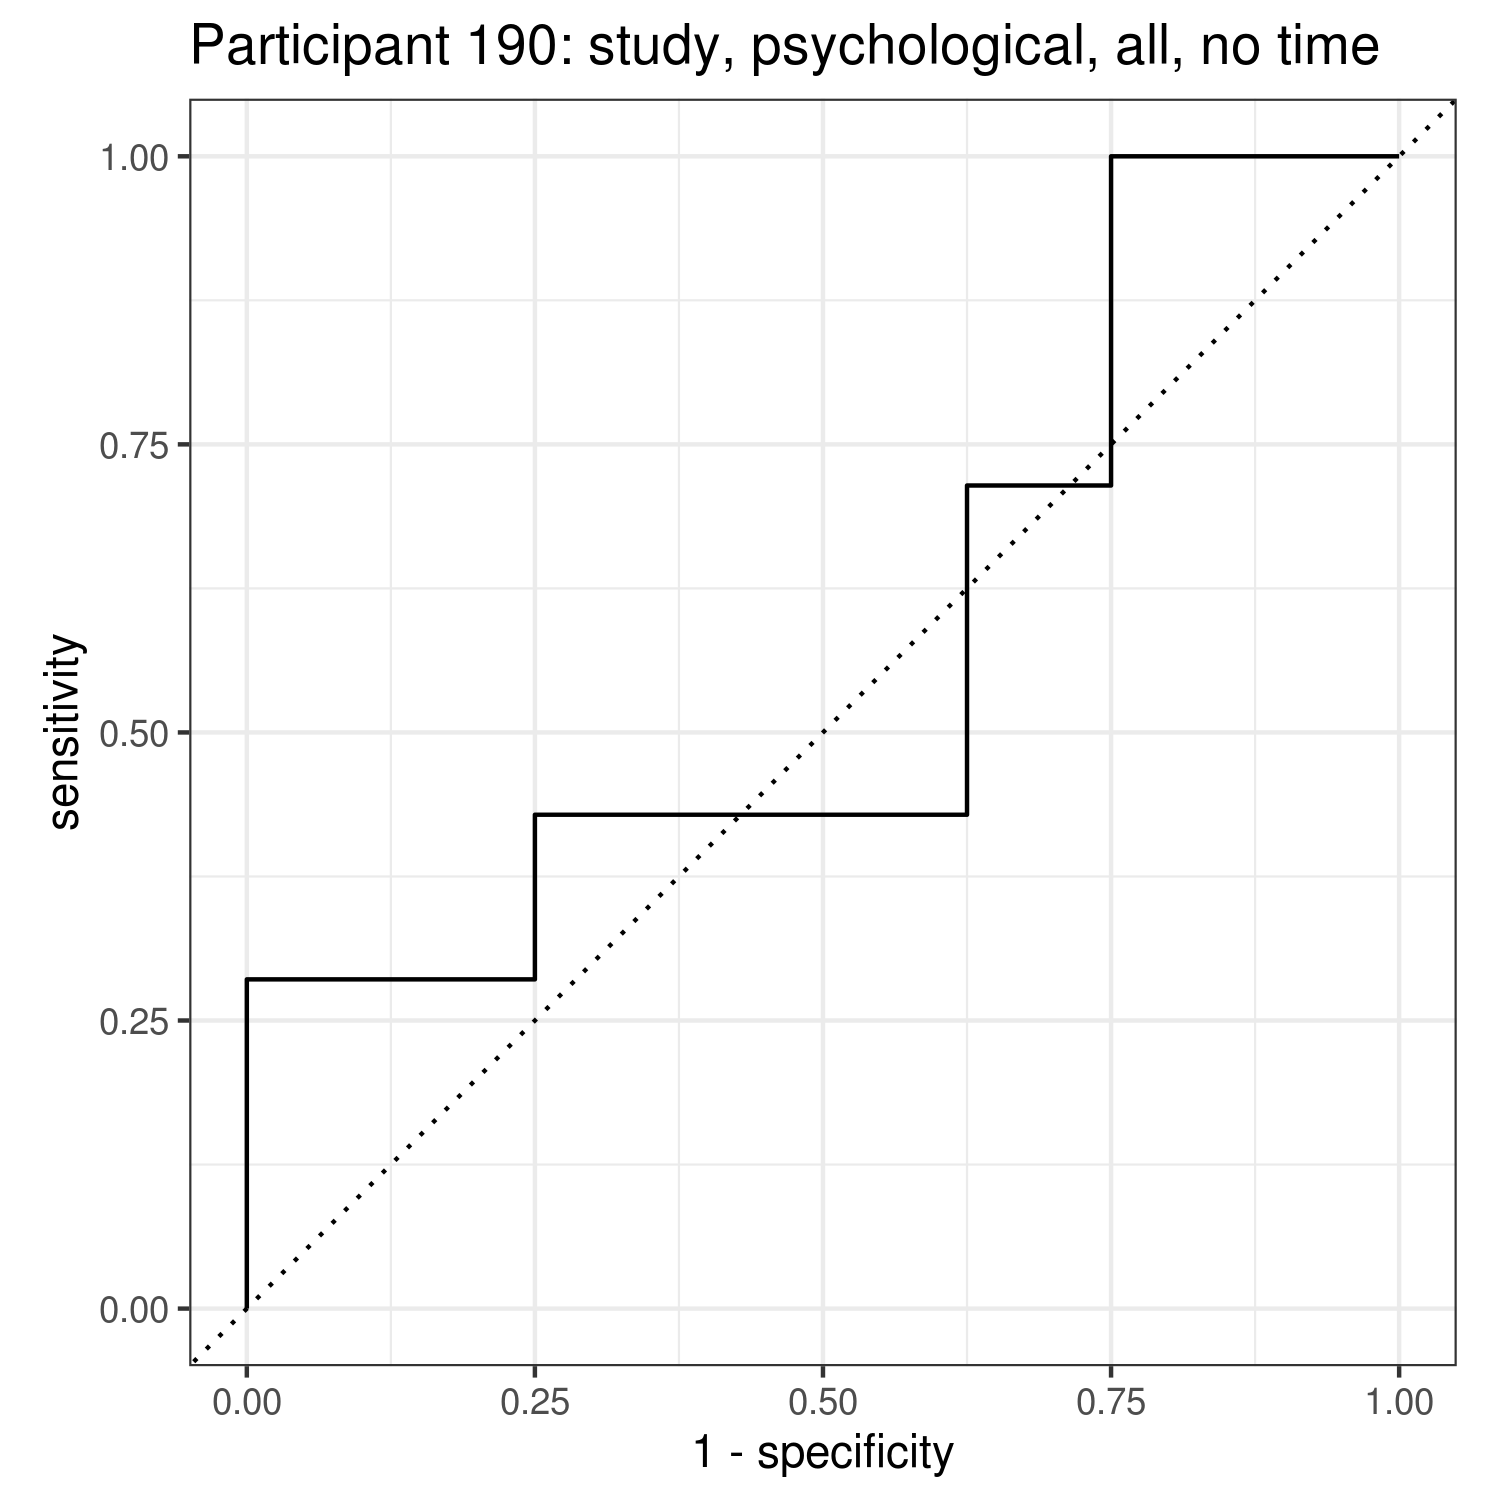 Participant 190: study, psychological, all, no time
sensitivity
1.00
0.75
0.50
0.25
0.00
0.00 0.25 0.50 0.75 1.00
1 - specificity